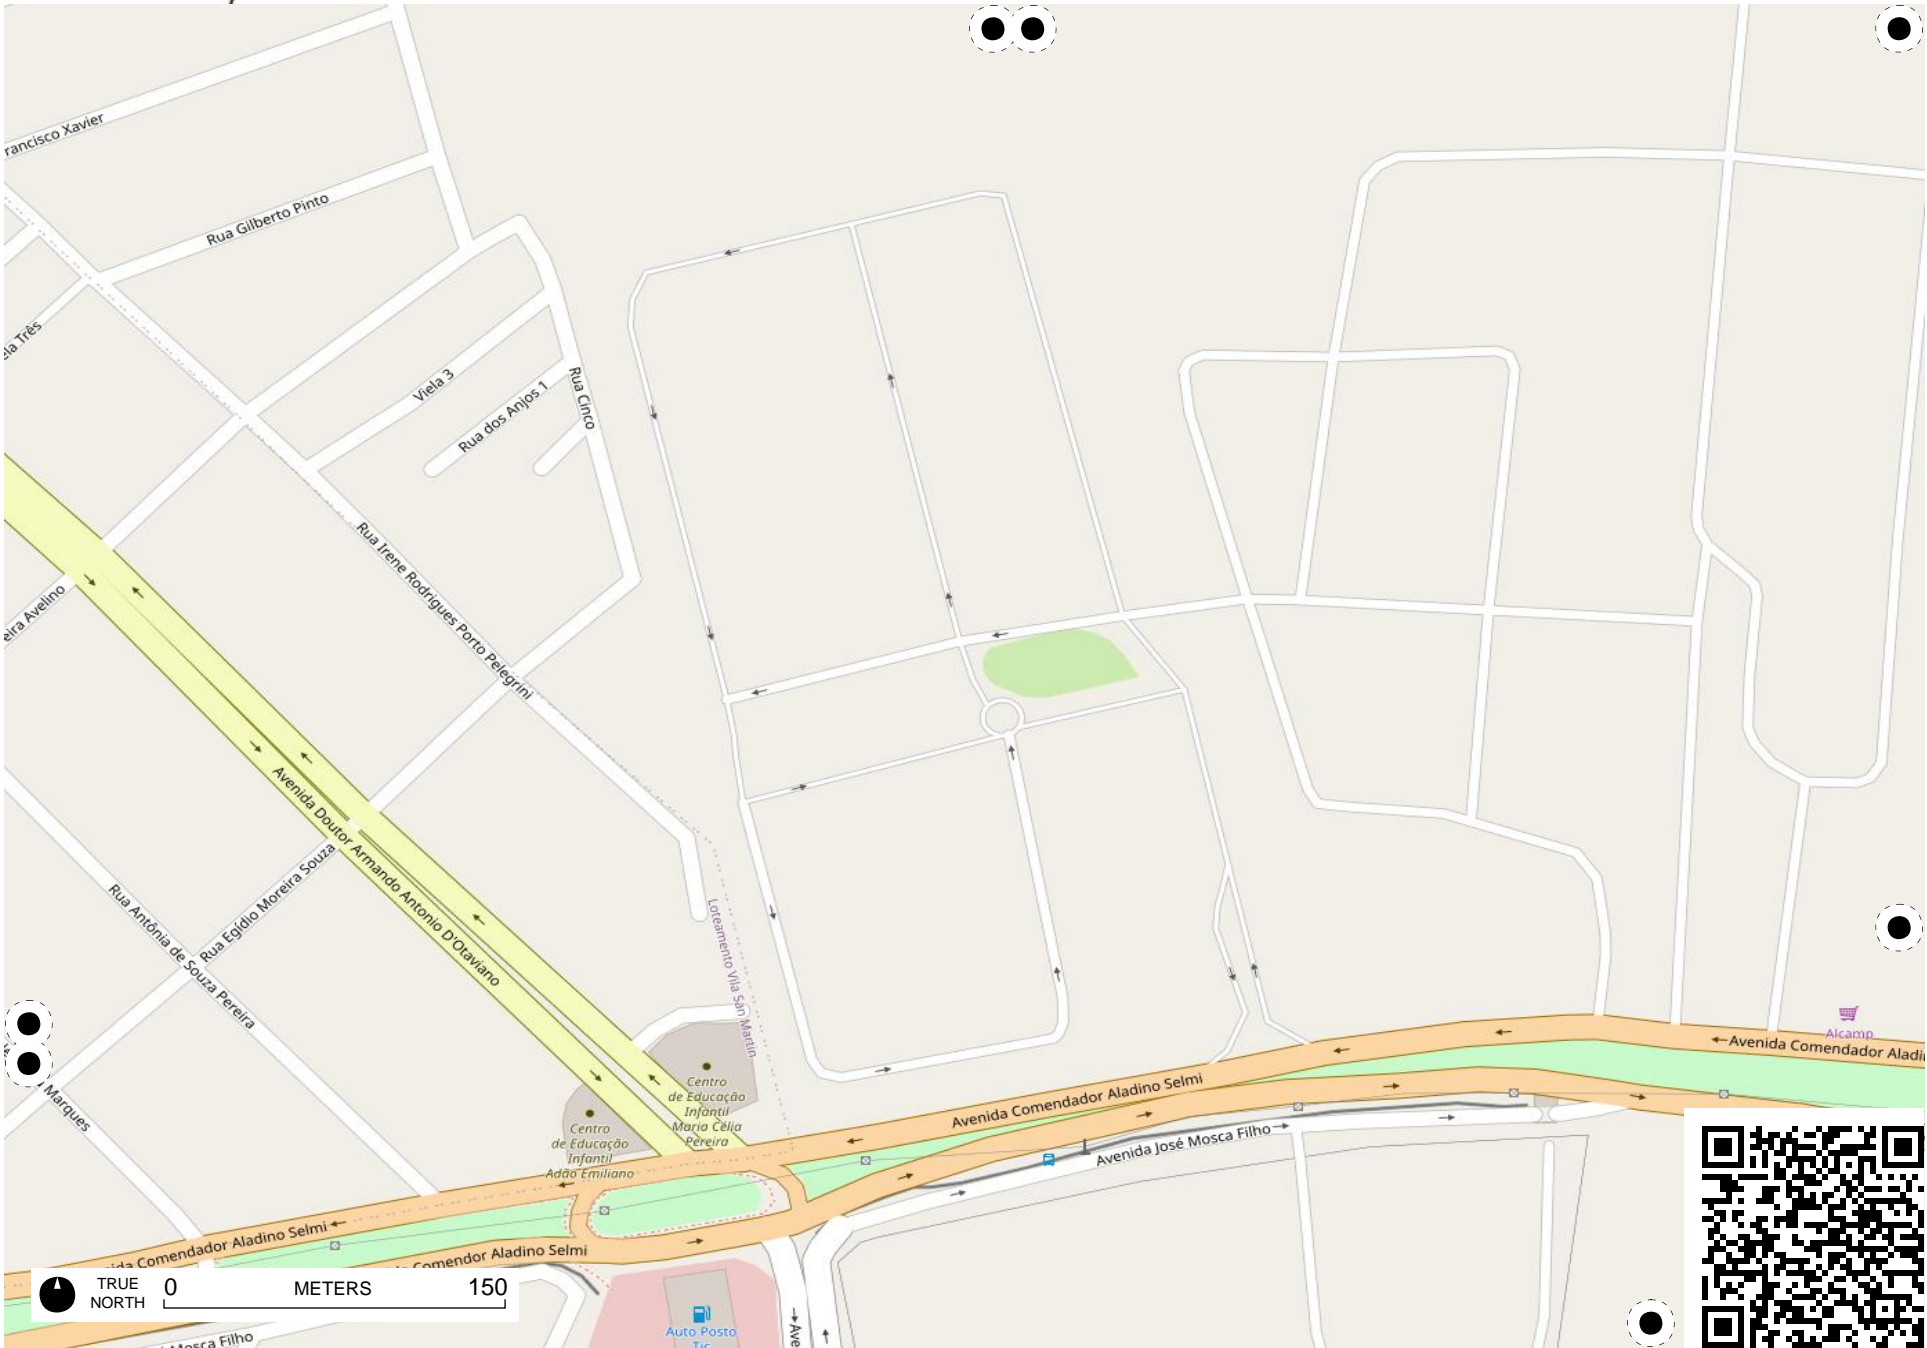 rancisco Xavier
Rua Gilberto Pinto
ela Três
Viela 3
Rua dos Anjos 1
Rua Cinco
Rua Irene Rodrigues Porto Pelegrini
eira Avelino
Avenida Doutor Armando Antonio D'Otaviano
Rua Egídio Moreira Souza
Rua Antônia de Souza Pereira
Loteamento Vila San Martin
Marques
Centro
de Educação
Infantil
Maria Célia
Pereira
Centro
de Educação
Infantil
Adão Emiliano
Alcamp
Avenida Comendador Aladin
Avenida Comendador Aladino Selmi
Avenida José Mosca Filho
ida Comendador Aladino Selmi
Comendor Aladino Selmi
TRUE
NORTH
0 METERS 150
Mosca Filho
Auto Posto
Tic
Ave